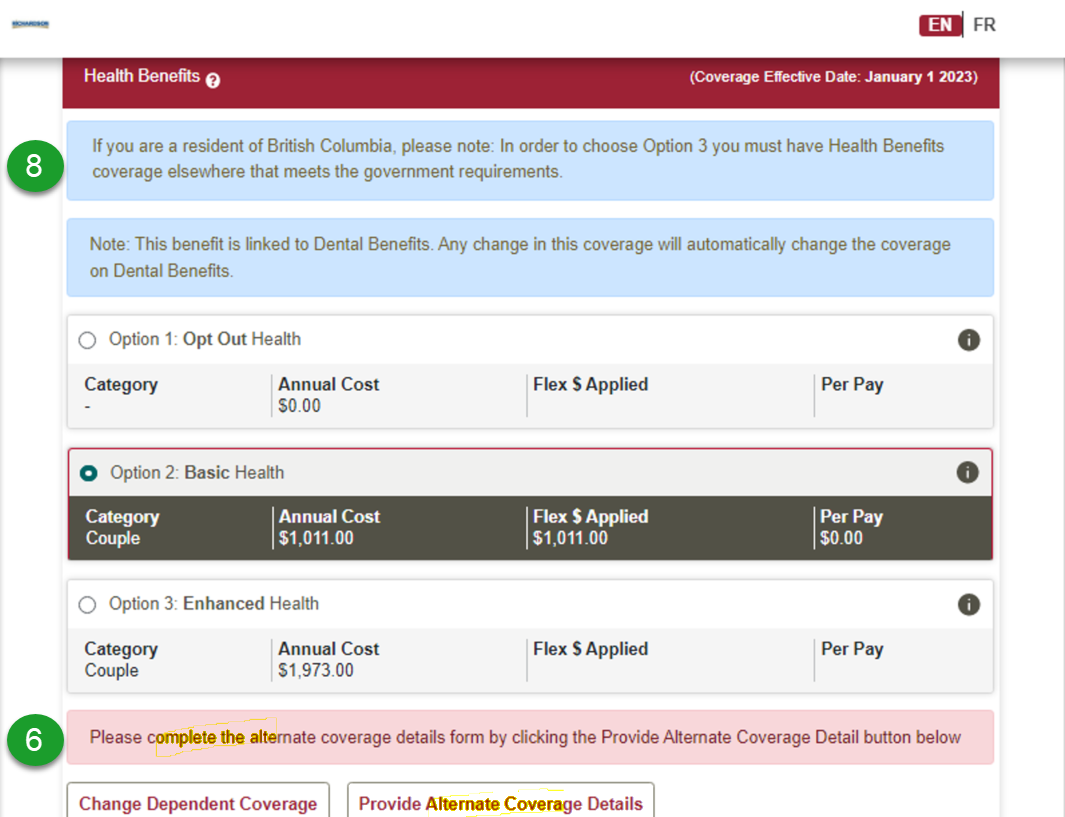 RICHARDSON
EN FR
Health Benefits ?
(Coverage Effective Date: January 1 2023)
8
If you are a resident of British Columbia, please note: In order to choose Option 3 you must have Health Benefits
coverage elsewhere that meets the government requirements.
Note: This benefit is linked to Dental Benefits. Any change in this coverage will automatically change the coverage
on Dental Benefits.
Option 1: Opt Out Health i
Category Annual Cost Flex $ Applied Per Pay
- $0.00
Option 2: Basic Health i
Category Annual Cost Flex $ Applied Per Pay
Couple $1,011.00 $1,011.00 $0.00
Option 3: Enhanced Health i
Category Annual Cost Flex $ Applied Per Pay
Couple $1,973.00
6
Please complete the alternate coverage details form by clicking the Provide Alternate Coverage Detail button below
Change Dependent Coverage Provide Alternate Coverage Details